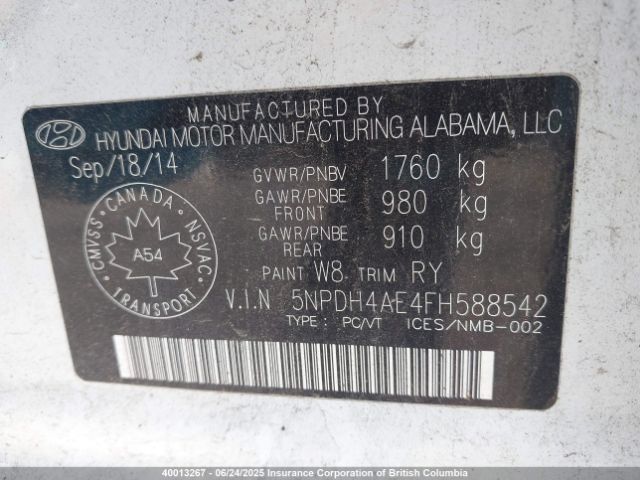 MANUFACTURED BY
HYUNDAI MOTOR MANUFACTURING ALABAMA, LLC
Sep/18/14
GVWR/PNBV 1760 kg
GAWR/PNBE FRONT 980 kg
GAWR/PNBE REAR 910 kg
PAINT W8 TRIM RY
CANADA
CMVSS NSVAC
A54
TRANSPORT
V.I.N 5NPDH4AE4FH588542
TYPE : PC/VT ICES/NMB-002
40013267 - 06/24/2025 Insurance Corporation of British Columbia